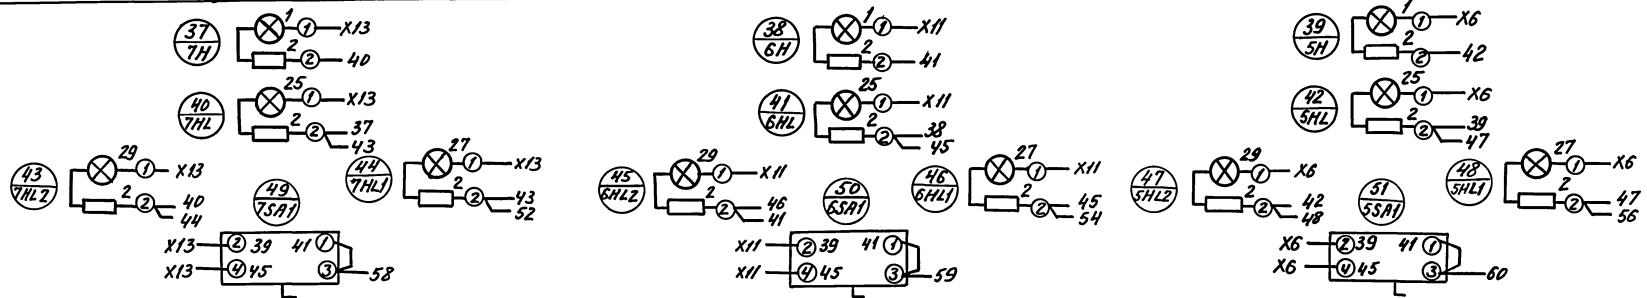 37 7H 1 1 X13
2 2 40
40 7HL 25 1 X13
2 2 37
43
43 7HL2 29 1 X13
2 2 40
44
44 7HL1 27 1 X13
2 2 43
52
49 7SA1
X13 2 39 41 1
X13 4 45 3 58
38 6H 1 1 X11
2 2 41
41 6HL 25 1 X11
2 2 38
45
45 6HL2 29 1 X11
2 2 46
41
46 6HL1 27 1 X11
2 2 45
54
50 6SA1
X11 2 39 41 1
X11 4 45 3 59
39 5H 1 1 X6
2 2 42
42 5HL 25 1 X6
2 2 39
47
47 5HL2 29 1 X6
2 2 42
48
48 5HL1 27 1 X6
2 2 47
56
51 5SA1
X6 2 39 41 1
X6 4 45 3 60